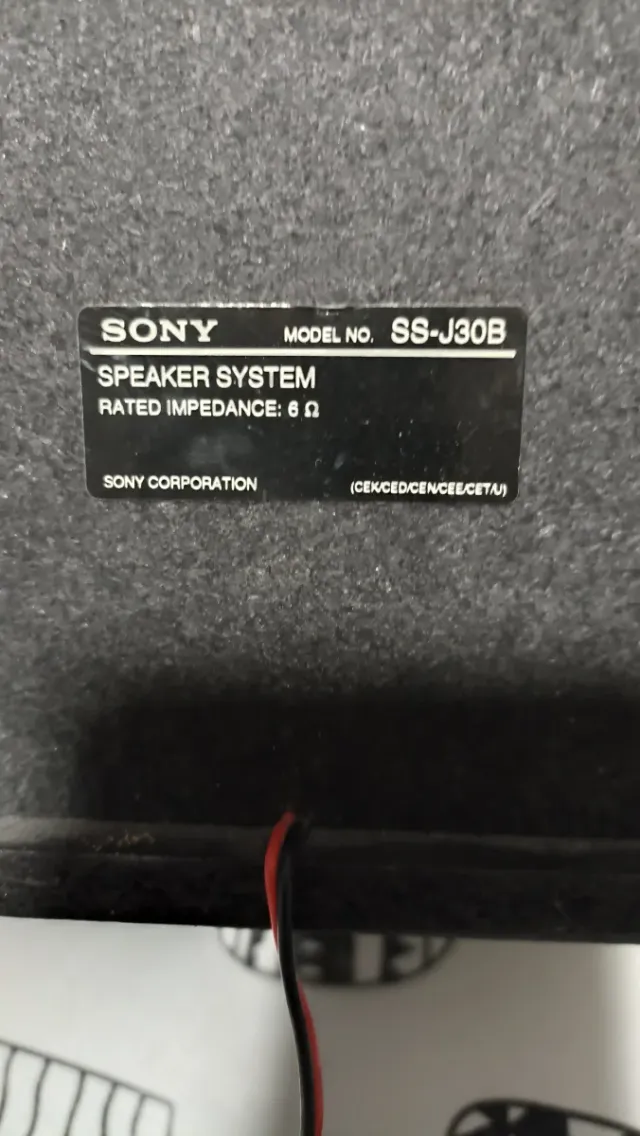 SONY MODEL NO. SS-J30B
SPEAKER SYSTEM
RATED IMPEDANCE: 6 Ω
SONY CORPORATION (CEK/CED/CEN/CEE/CET/J)